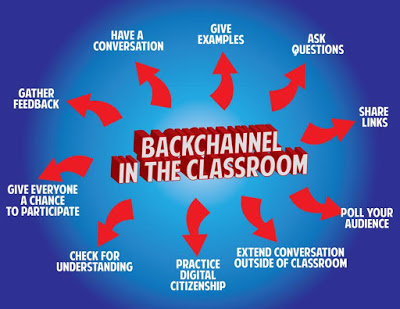 HAVE A
CONVERSATION
GIVE
EXAMPLES
ASK
QUESTIONS
GATHER
FEEDBACK
SHARE
LINKS
BACKCHANNEL
IN THE CLASSROOM
GIVE EVERYONE
A CHANCE
TO PARTICIPATE
POLL YOUR
AUDIENCE
CHECK FOR
UNDERSTANDING
PRACTICE
DIGITAL
CITIZENSHIP
EXTEND CONVERSATION
OUTSIDE OF CLASSROOM